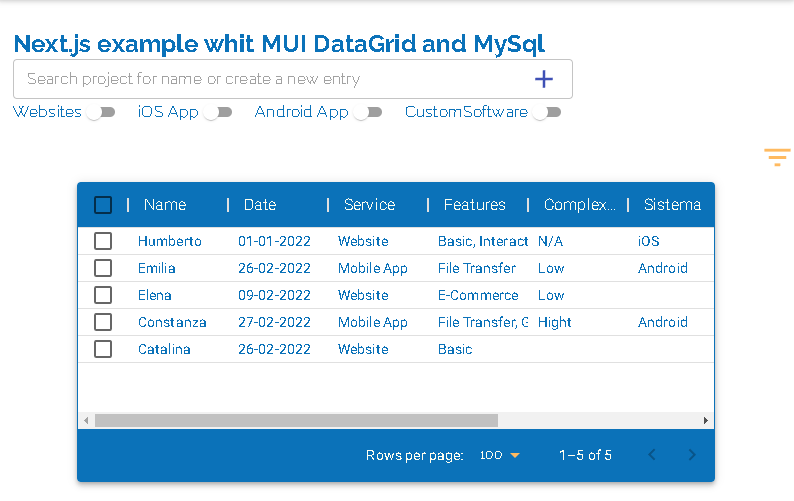 Next.js example whit MUI DataGrid and MySql
Search project for name or create a new entry
Websites iOS App Android App CustomSoftware
Name Date Service Features Complex... Sistema
Humberto 01-01-2022 Website Basic, Interact N/A iOS
Emilia 26-02-2022 Mobile App File Transfer Low Android
Elena 09-02-2022 Website E-Commerce Low
Constanza 27-02-2022 Mobile App File Transfer, G Hight Android
Catalina 26-02-2022 Website Basic
Rows per page: 100 1–5 of 5